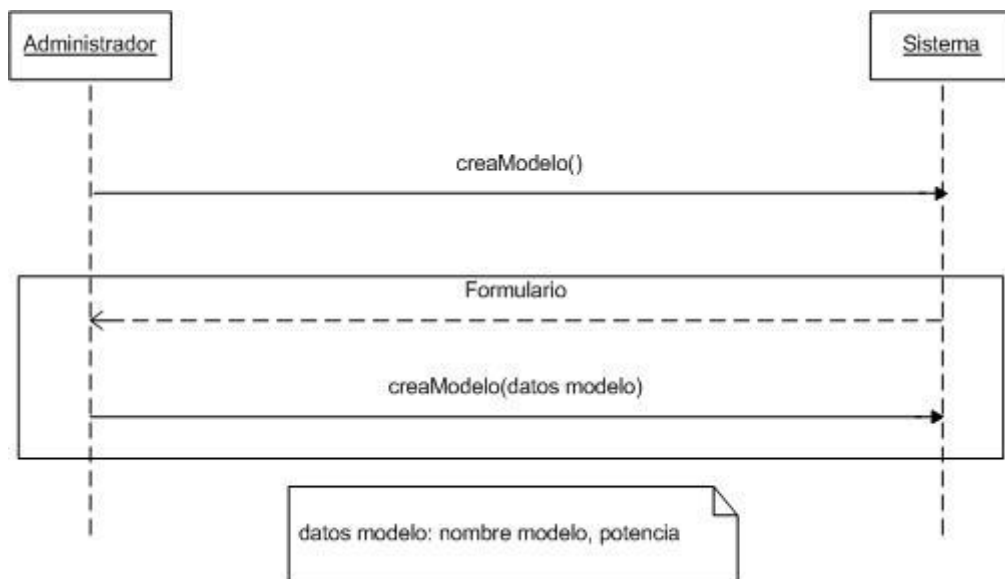 Administrador
Sistema
creaModelo()
Formulario
creaModelo(datos modelo)
datos modelo: nombre modelo, potencia